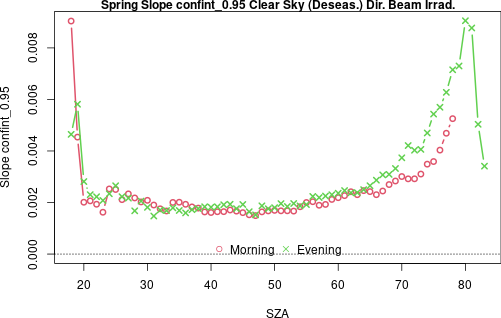 Spring Slope confint_0.95 Clear Sky (Deseas.) Dir. Beam Irrad.
Slope confint_0.95
0.008
0.006
0.004
0.002
0.000
Morning Evening
20 30 40 50 60 70 80
SZA